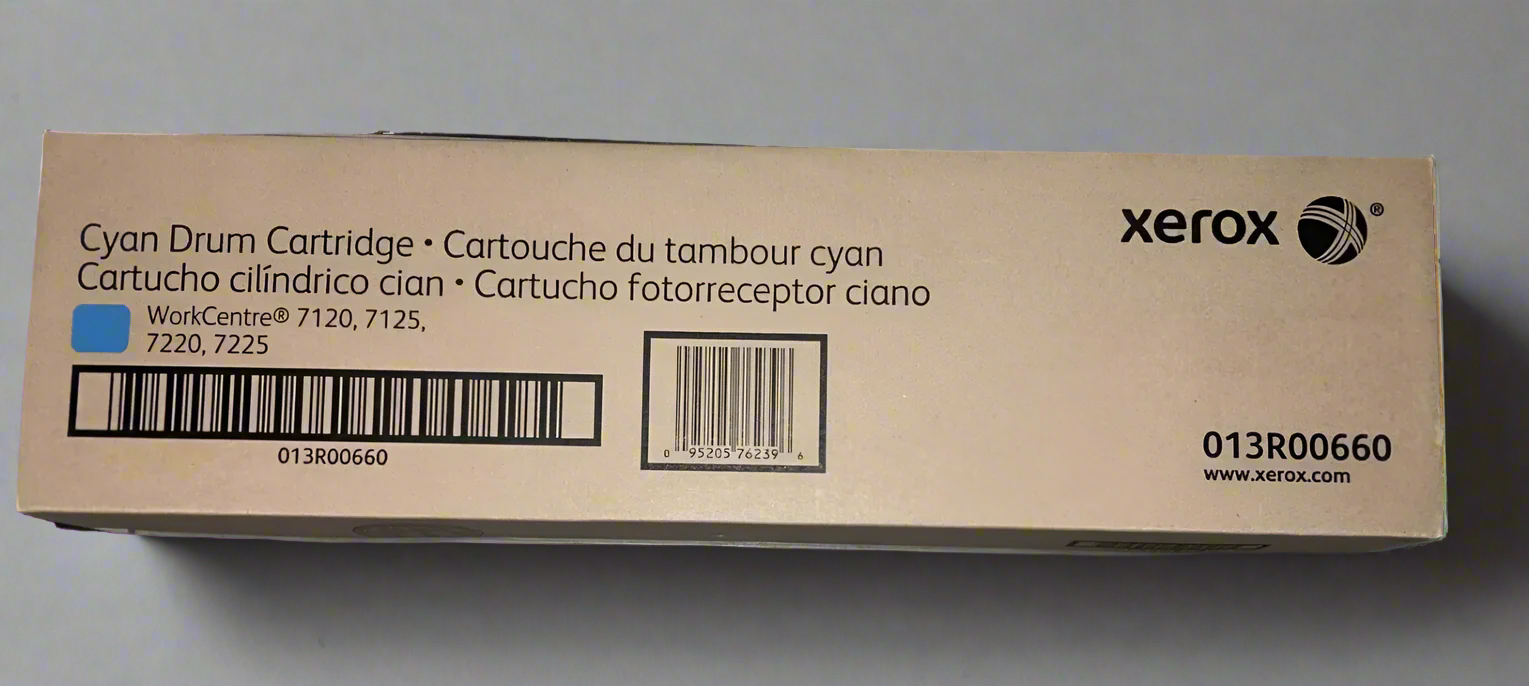 Cyan Drum Cartridge • Cartouche du tambour cyan
Cartucho cilíndrico cian • Cartucho fotorreceptor ciano
WorkCentre® 7120, 7125,
7220, 7225
013R00660
0 95205 76239 6
xerox ®
013R00660
www.xerox.com